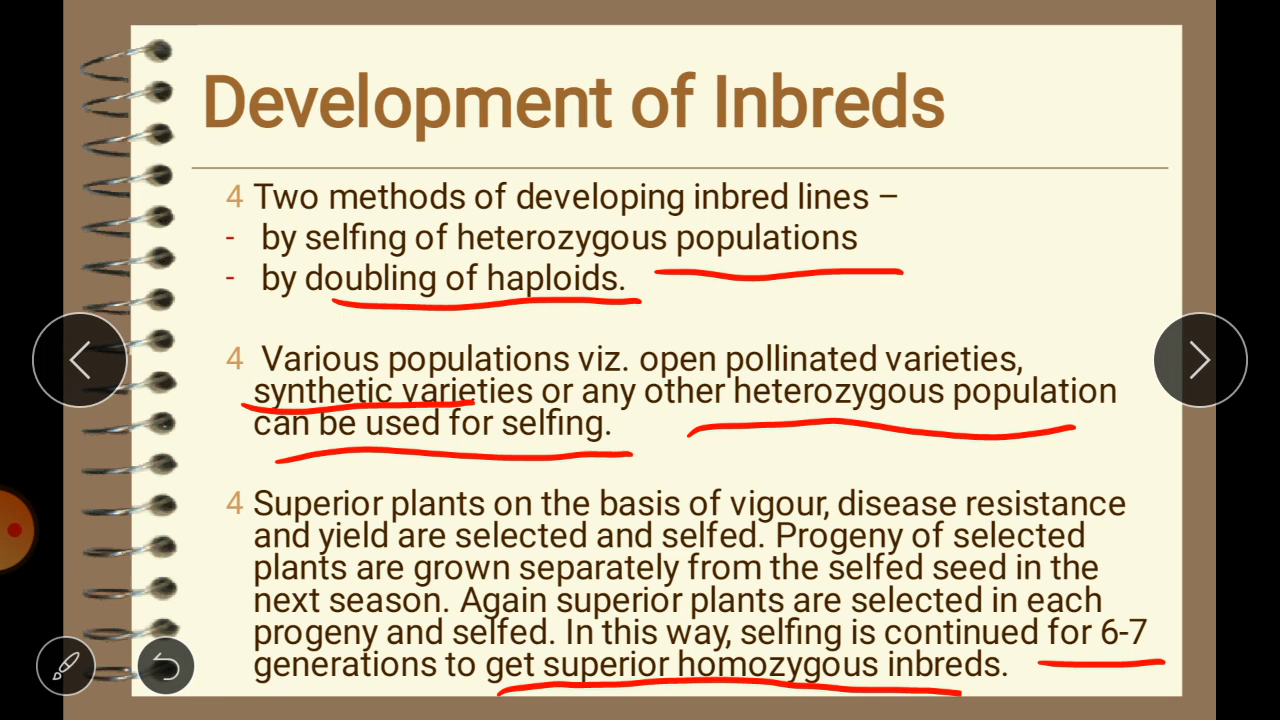 Development of Inbreds
4 Two methods of developing inbred lines –
- by selfing of heterozygous populations
- by doubling of haploids.
4 Various populations viz. open pollinated varieties,
synthetic varieties or any other heterozygous population
can be used for selfing.
4 Superior plants on the basis of vigour, disease resistance
and yield are selected and selfed. Progeny of selected
plants are grown separately from the selfed seed in the
next season. Again superior plants are selected in each
progeny and selfed. In this way, selfing is continued for 6-7
generations to get superior homozygous inbreds.